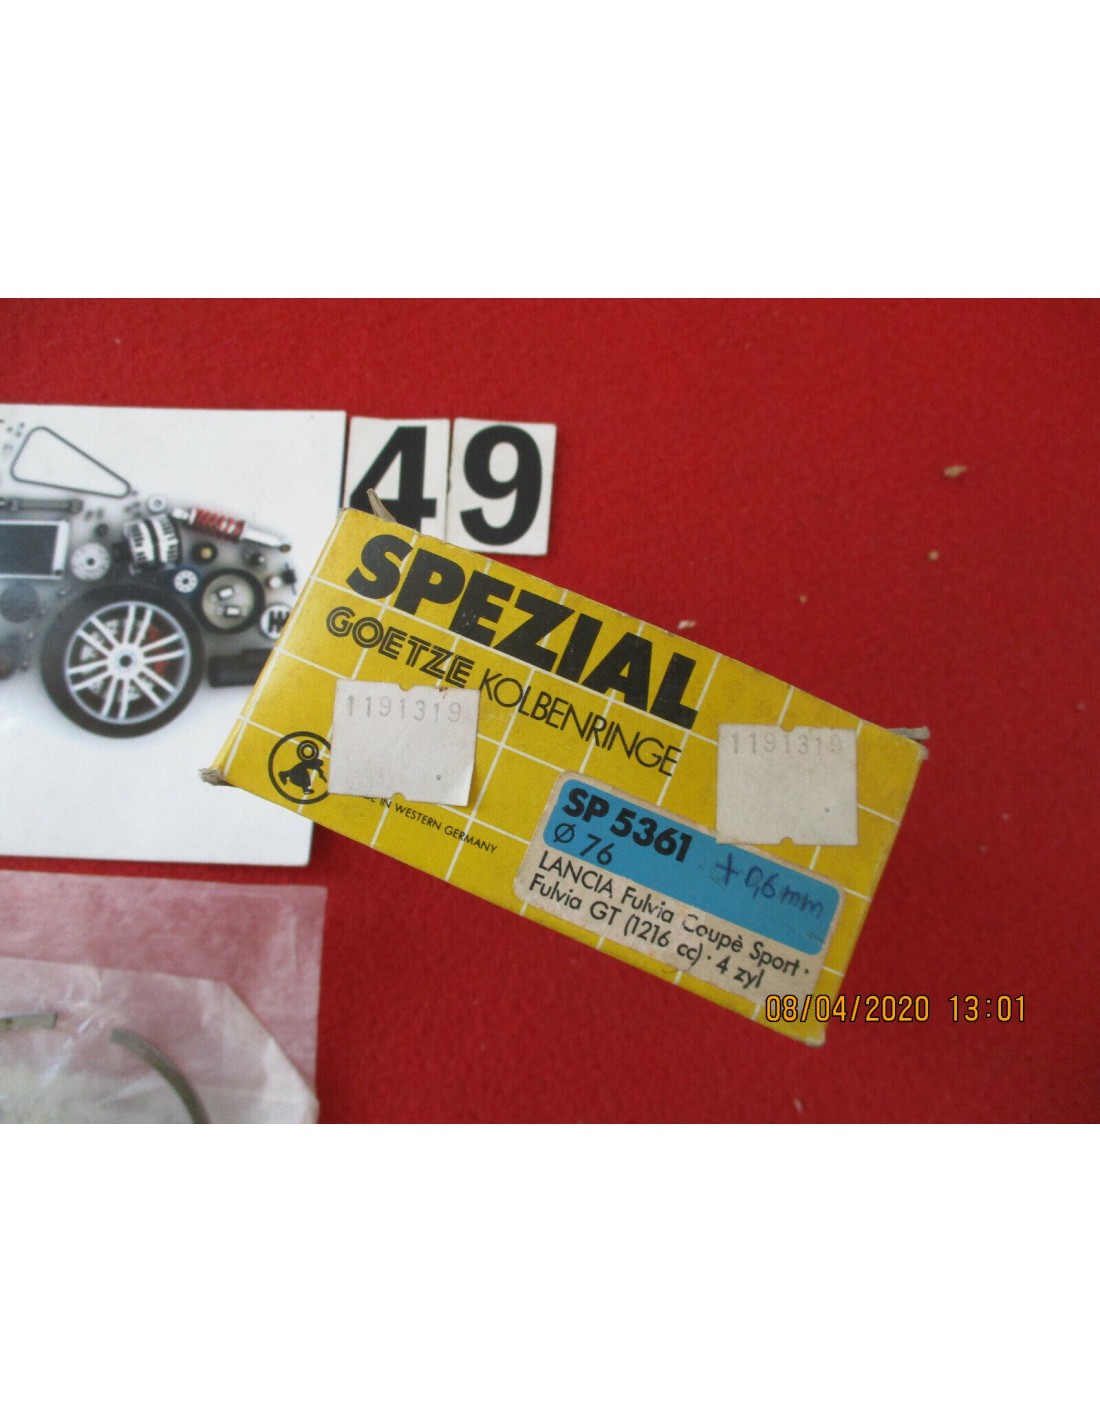 49
SPEZIAL
GOETZE KOLBENRINGE
1191319
1191319
IN WESTERN GERMANY
SP 5361
Ø 76 + 0,6 mm
LANCIA Fulvia Coupè Sport ·
Fulvia GT (1216 cc) · 4 zyl
08/04/2020 13:01